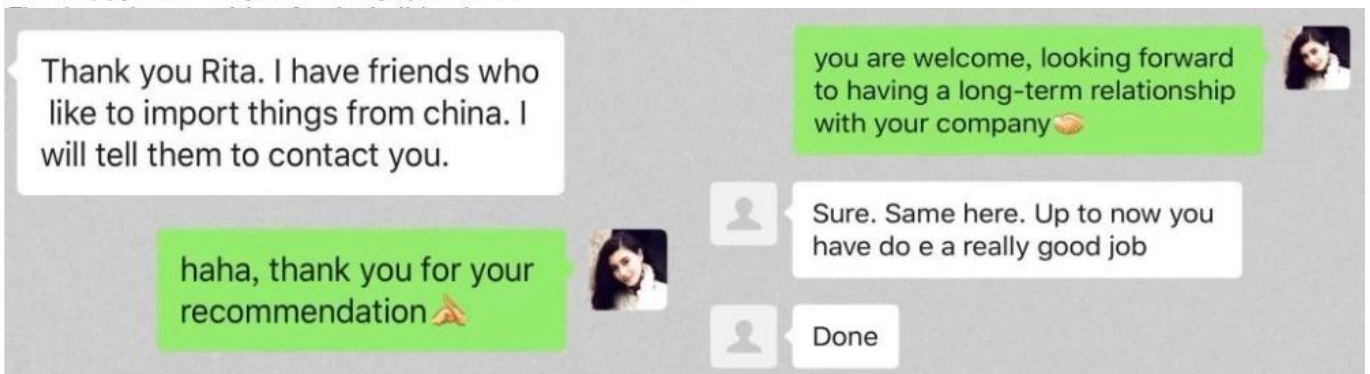 Thank you Rita. I have friends who
like to import things from china. I
will tell them to contact you.
haha, thank you for your
recommendation
you are welcome, looking forward
to having a long-term relationship
with your company🤝
Sure. Same here. Up to now you
have do e a really good job
Done